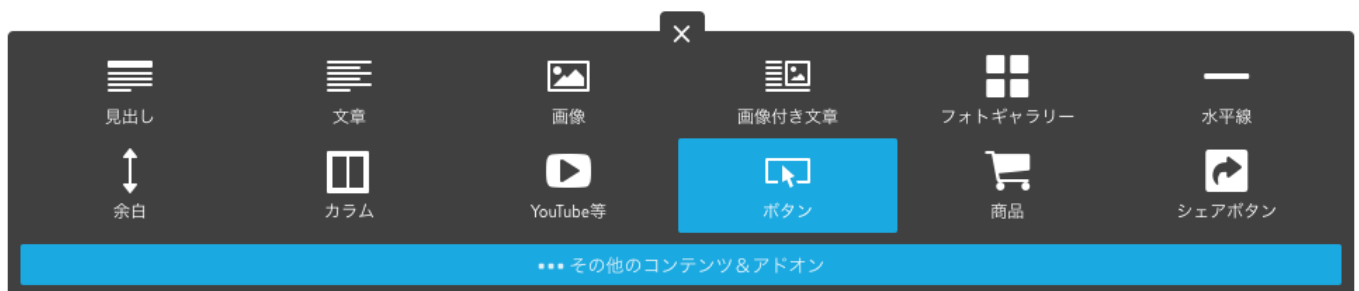 見出し
文章
画像
画像付き文章
フォトギャラリー
水平線
余白
カラム
YouTube等
ボタン
商品
シェアボタン
••• その他のコンテンツ＆アドオン